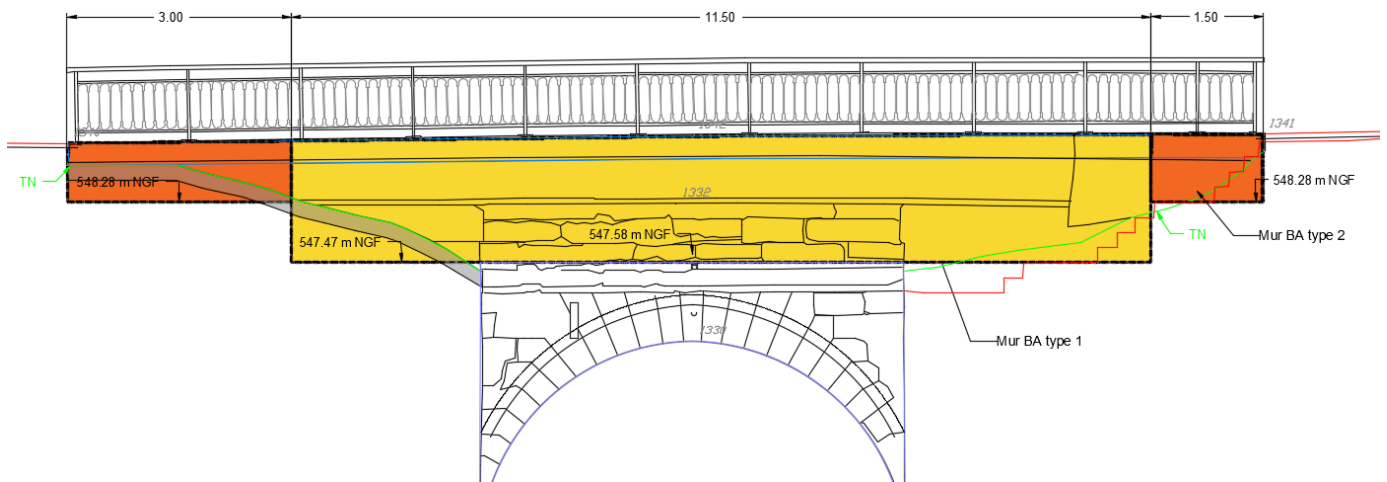 3.00
11.50
1.50
1342
1341
TN
548.28 m NGF
1332
548.28 m NGF
547.47 m NGF
547.58 m NGF
TN
Mur BA type 2
1330
Mur BA type 1